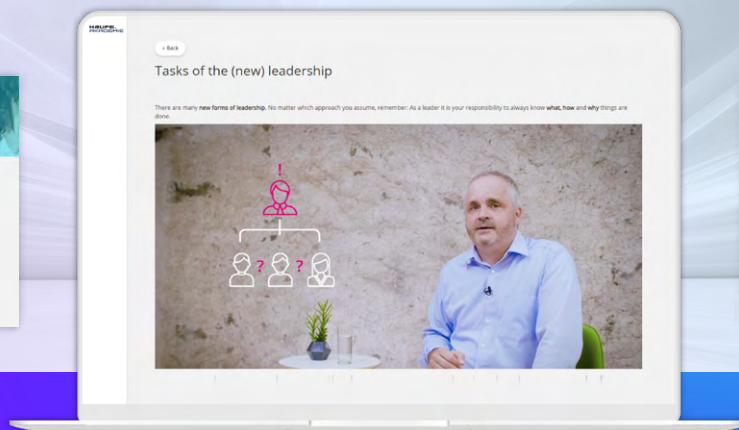 HAUFE.
AKADEMIE
‹ Back
Tasks of the (new) leadership
There are many new forms of leadership. No matter which approach you assume, remember: As a leader it is your responsibility to always know what, how and why things are
done.
!
? ?